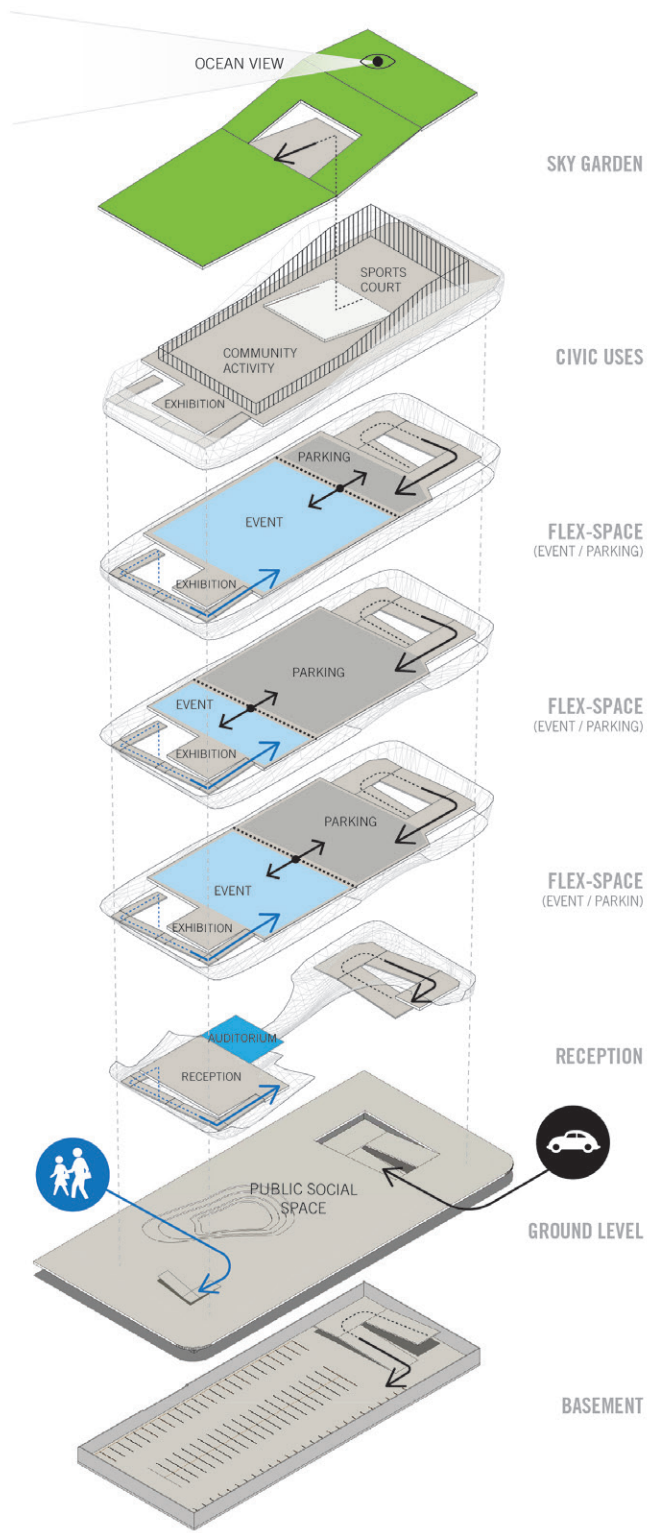 OCEAN VIEW
SKY GARDEN
SPORTS
COURT
COMMUNITY
ACTIVITY
EXHIBITION
CIVIC USES
PARKING
EVENT
EXHIBITION
FLEX-SPACE
(EVENT / PARKING)
PARKING
EVENT
EXHIBITION
FLEX-SPACE
(EVENT / PARKING)
PARKING
EVENT
EXHIBITION
FLEX-SPACE
(EVENT / PARKIN)
AUDITORIUM
RECEPTION
RECEPTION
PUBLIC SOCIAL
SPACE
GROUND LEVEL
BASEMENT